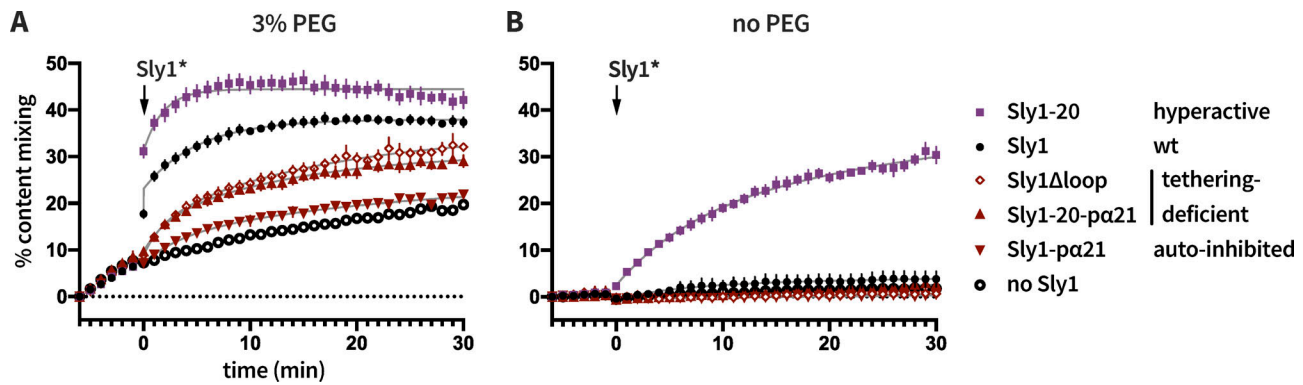 A
3% PEG
B
no PEG
Sly1*
Sly1*
% content mixing
50
40
30
20
10
0
0
10
20
30
time (min)
50
40
30
20
10
0
0
10
20
30
Sly1-20 hyperactive
Sly1 wt
Sly1Δloop tethering-
Sly1-20-pα21 deficient
Sly1-pα21 auto-inhibited
no Sly1